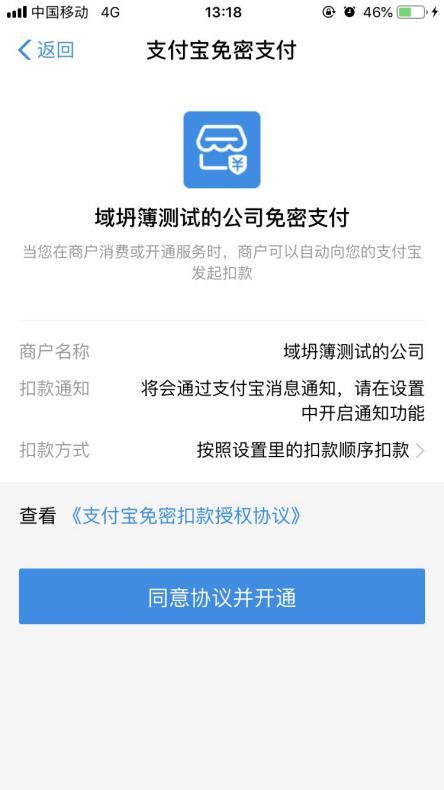 中国移动 4G 13:18 46%
返回 支付宝免密支付
¥
域坍簿测试的公司免密支付
当您在商户消费或开通服务时，商户可以自动向您的支付宝
发起扣款
商户名称 域坍簿测试的公司
扣款通知 将会通过支付宝消息通知，请在设置
中开启通知功能
扣款方式 按照设置里的扣款顺序扣款
查看 《支付宝免密扣款授权协议》
同意协议并开通